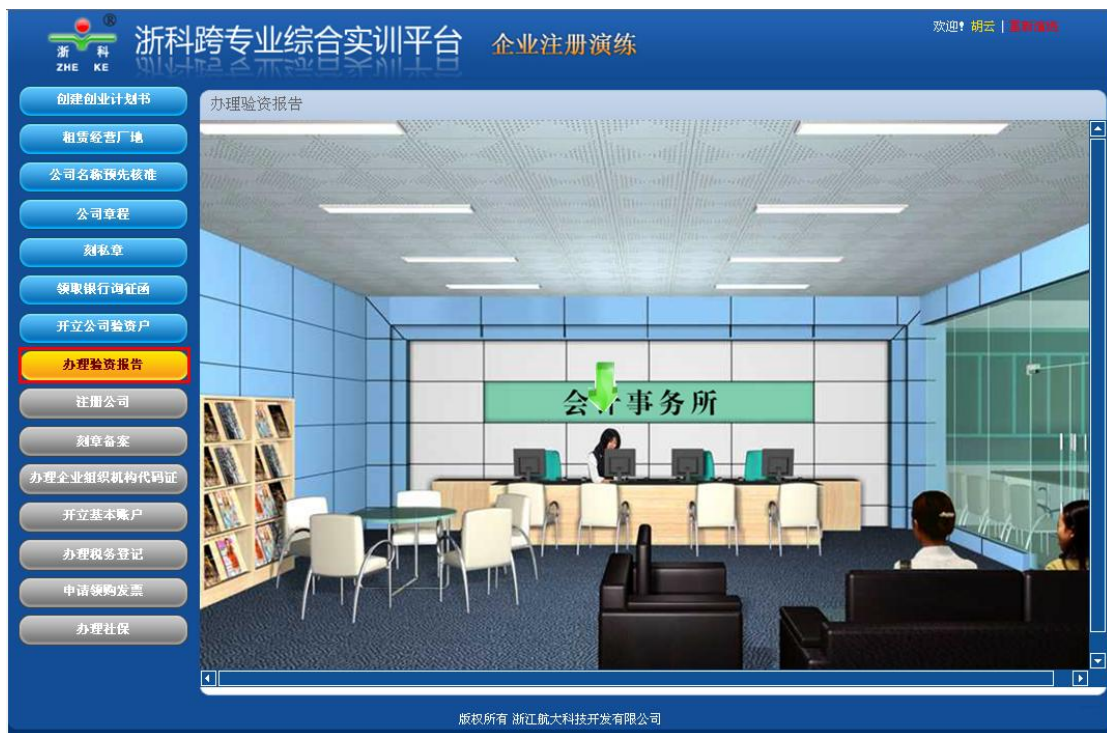 浙科
ZHE KE
®
浙科跨专业综合实训平台
企业注册演练
欢迎! 胡云 |
创建创业计划书
租赁经营厂地
公司名称预先核准
公司章程
刻私章
领取银行询征函
开立公司验资户
办理验资报告
注册公司
刻章备案
办理企业组织机构代码证
开立基本账户
办理税务登记
申请领购发票
办理社保
办理验资报告
会计事务所
版权所有 浙江航大科技开发有限公司